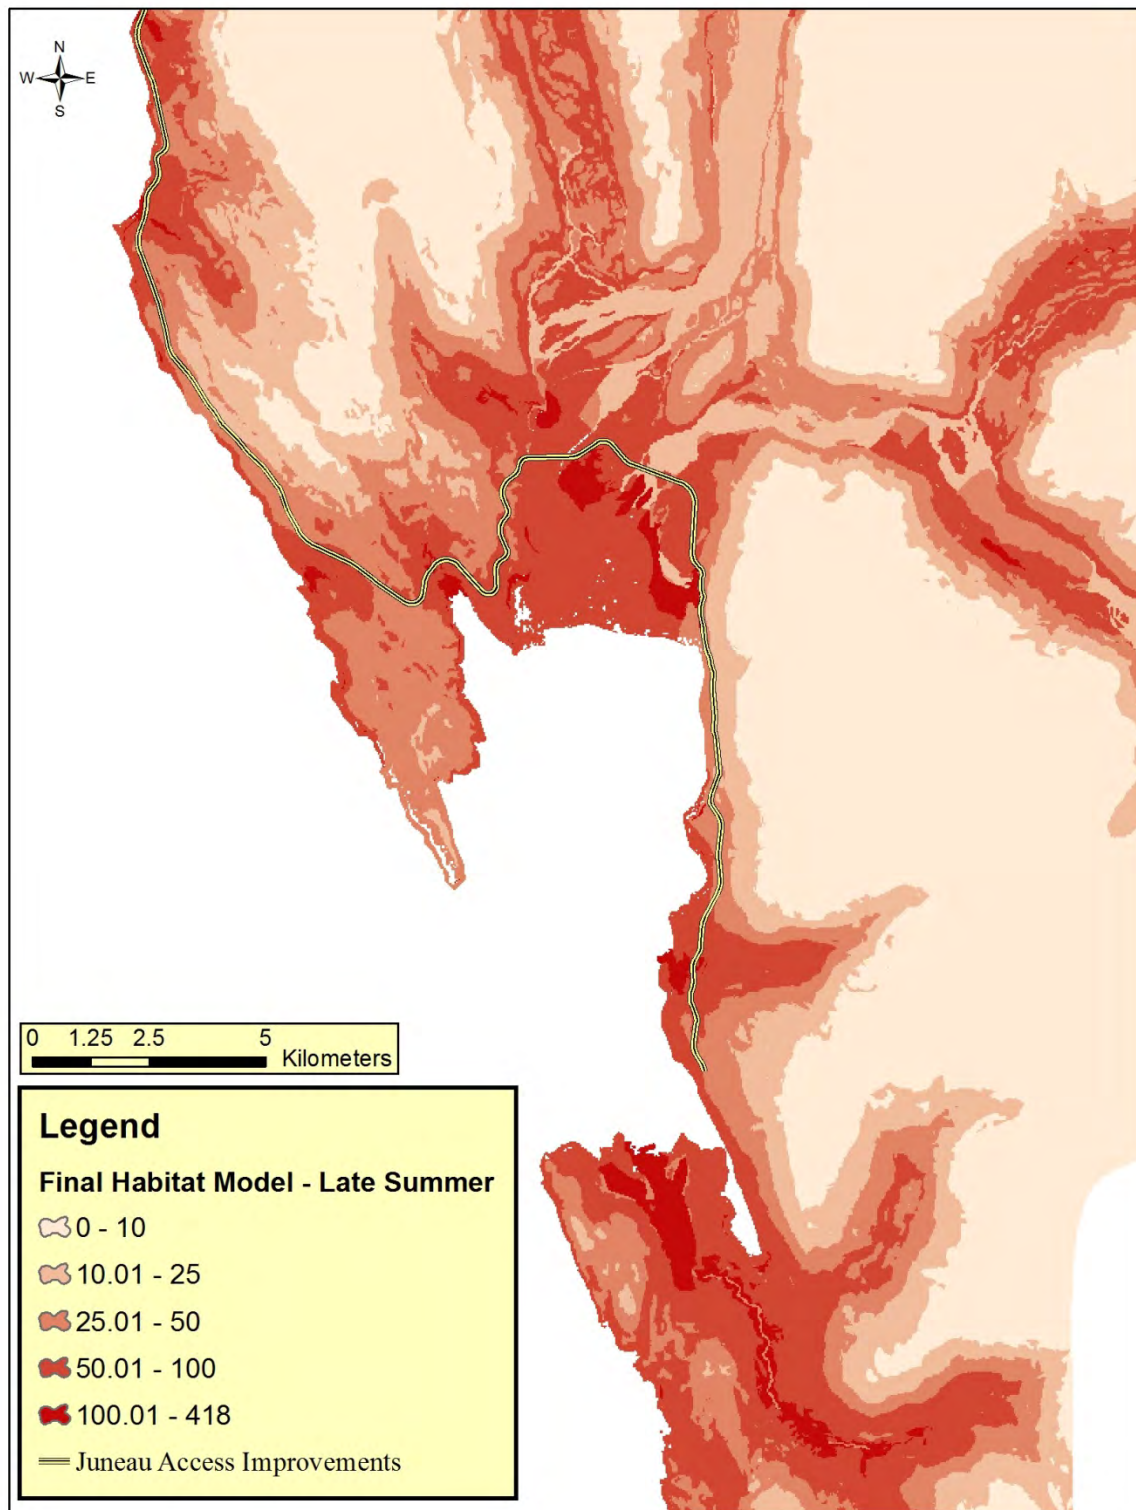 N
W E
S
0 1.25 2.5 5
Kilometers
Legend
Final Habitat Model - Late Summer
0 - 10
10.01 - 25
25.01 - 50
50.01 - 100
100.01 - 418
Juneau Access Improvements